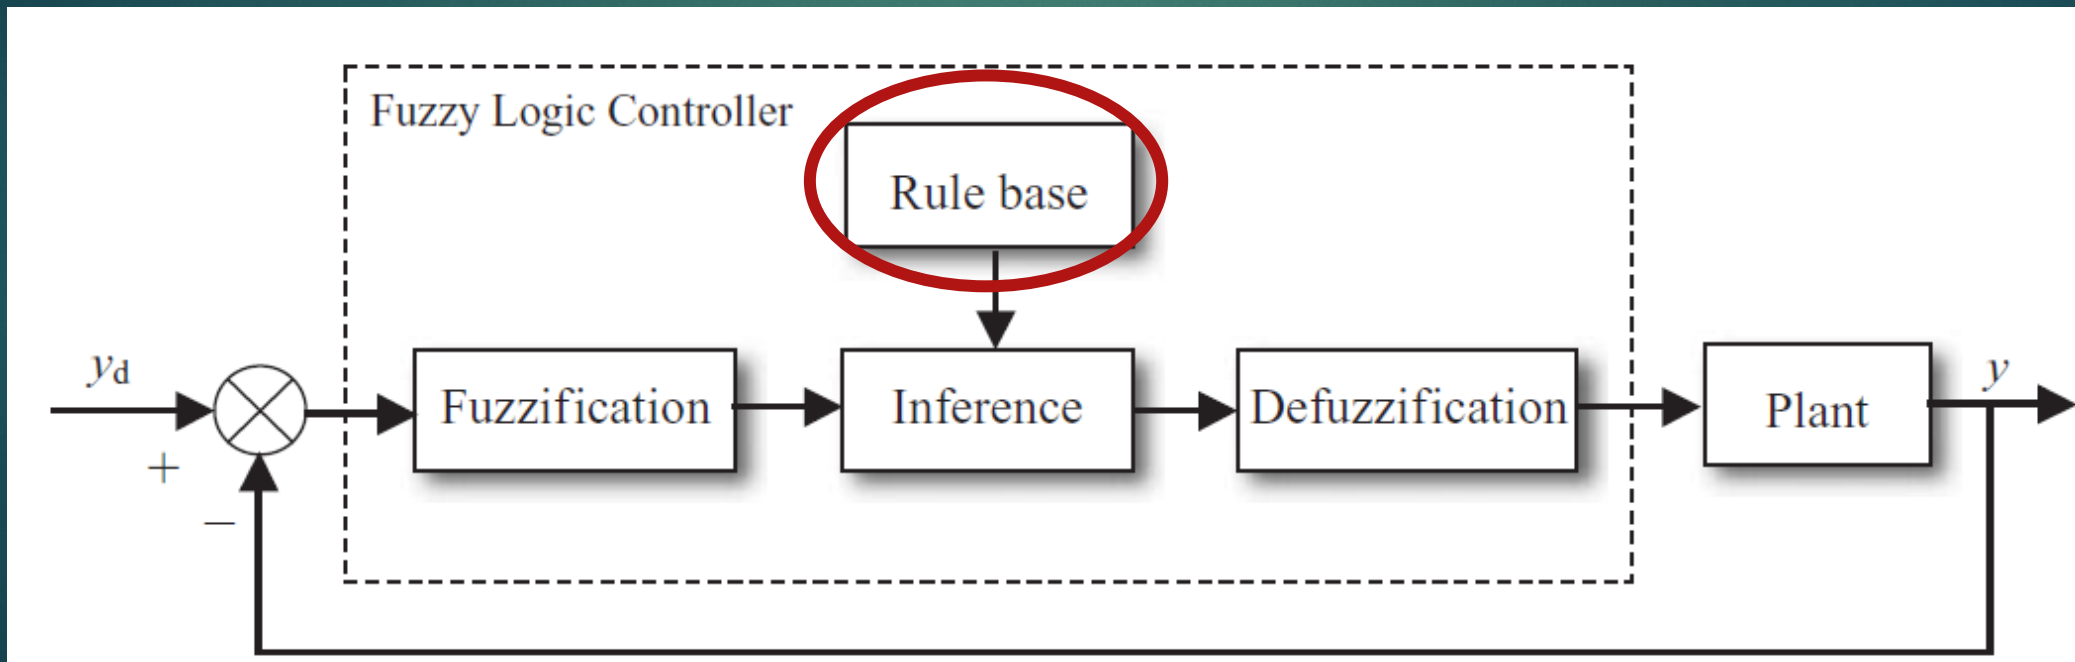 Fuzzy Logic Controller
Rule base
yd
+
−
Fuzzification
Inference
Defuzzification
Plant
y